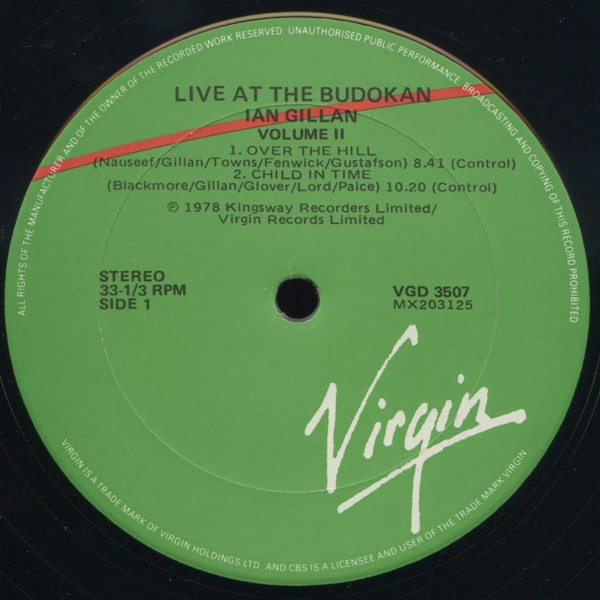 ALL RIGHTS OF THE MANUFACTURER AND OF THE OWNER OF THE RECORDED WORK RESERVED UNAUTHORISED PUBLIC PERFORMANCE BROADCASTING AND COPYING OF THIS RECORD PROHIBITED
LIVE AT THE BUDOKAN
IAN GILLAN
VOLUME II
1. OVER THE HILL
(Nauseef/Gillan/Towns/Fenwick/Gustafson) 8.41 (Control)
2. CHILD IN TIME
(Blackmore/Gillan/Glover/Lord/Paice) 10.20 (Control)
℗ 1978 Kingsway Recorders Limited/
Virgin Records Limited
STEREO
33-1/3 RPM
SIDE 1
VGD 3507
MX203125
Virgin
VIRGIN IS A TRADE MARK OF VIRGIN HOLDINGS LTD. AND CBS IS A LICENSEE AND USER OF THE TRADE MARK VIRGIN